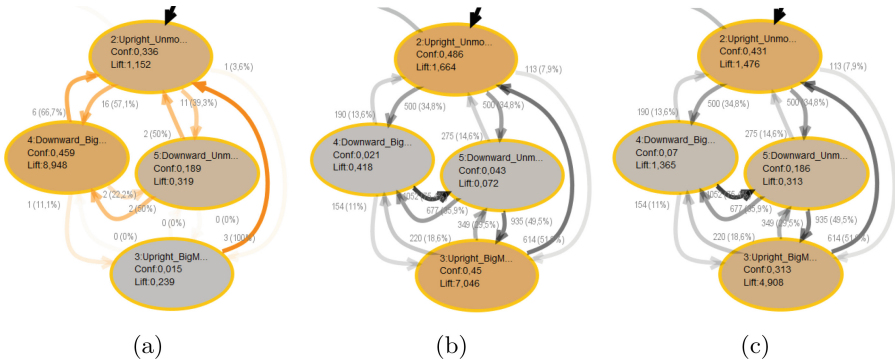 2:Upright_Unmo...
Conf:0,336
Lift:1,152
1 (3,6%)
6 (66,7%)
16 (57,1%)
11 (39,3%)
4:Downward_Big...
Conf:0,459
Lift:8,948
2 (50%)
5:Downward_Unm...
Conf:0,189
Lift:0,319
1 (11,1%)
2 (22,2%)
2 (50%)
0 (0%)
0 (0%)
0 (0%)
3 (100%)
3:Upright_BigM...
Conf:0,015
Lift:0,239
(a)
2:Upright_Unmo...
Conf:0,486
Lift:1,664
113 (7,9%)
190 (13,6%)
500 (34,8%)
500 (34,8%)
4:Downward_Big...
Conf:0,021
Lift:0,418
275 (14,6%)
5:Downward_Unm...
Conf:0,043
Lift:0,072
154 (11%)
1052
677 (35,9%)
349 (29,5%)
935 (49,5%)
220 (18,6%)
614 (51,
3:Upright_BigM...
Conf:0,45
Lift:7,046
(b)
2:Upright_Unmo...
Conf:0,431
Lift:1,476
113 (7,9%)
190 (13,6%)
500 (34,8%)
500 (34,8%)
4:Downward_Big...
Conf:0,07
Lift:1,365
275 (14,6%)
5:Downward_Unm...
Conf:0,186
Lift:0,313
154 (11%)
677 (35,9%)
349 (29,5%)
935 (49,5%)
220 (18,6%)
614 (51,
3:Upright_BigM...
Conf:0,313
Lift:4,908
(c)